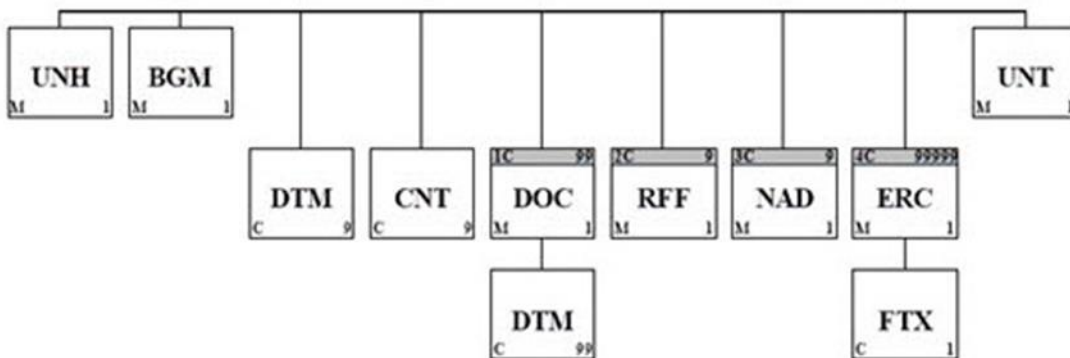 UNH BGM UNT
M 1 M 1 M 1
1C 99 2C 9 3C 9 4C 99999
DTM CNT DOC RFF NAD ERC
C 9 C 9 M 1 M 1 M 1 M 1
DTM FTX
C 99 C 1